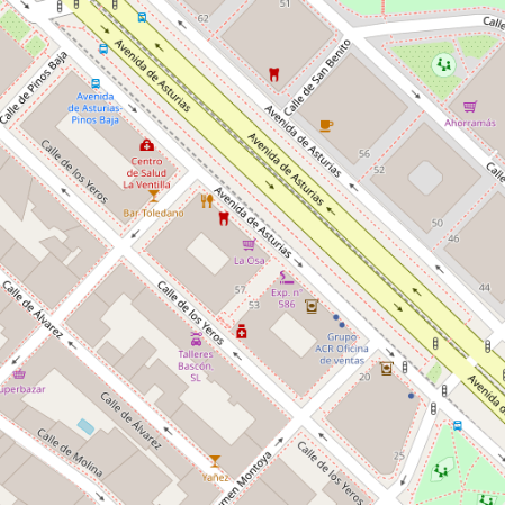 62
51
Calle
Avenida de Asturias
Calle de San Benito
Calle de Pinos Baja
Avenida
de Asturias-
Pinos Baja
Avenida de Asturias
Ahorramás
Avenida de Asturias
Centro
de Salud
La Ventilla
56
52
Calle
Calle de los Yeros
Bar Toledano
Avenida de Asturias
50
46
La Osa
57
53
Exp. nº
586
44
Calle de Álvarez
Calle de los Yeros
Grupo
ACR Oficina
de ventas
Talleres
Bascón,
SL
20
uperbazar
Avenida d
Calle de Álvarez
Calle de Molina
Yañez
men Montoya
Calle de los Yeros
25